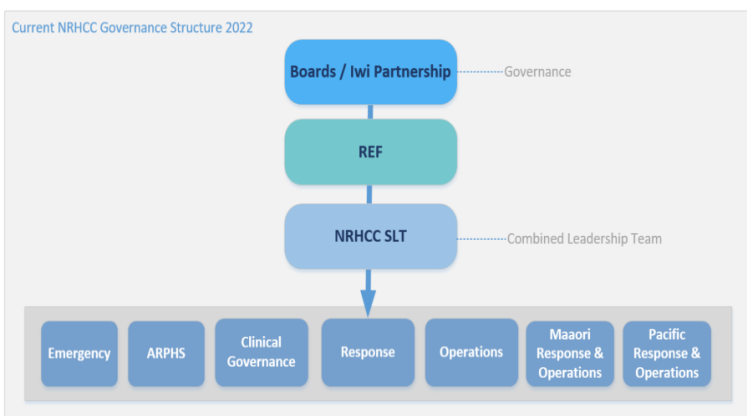 Current NRHCC Governance Structure 2022
Boards / Iwi Partnership
Governance
REF
NRHCC SLT
Combined Leadership Team
Emergency
ARPHS
Clinical
Governance
Response
Operations
Maaori
Response &
Operations
Pacific
Response &
Operations